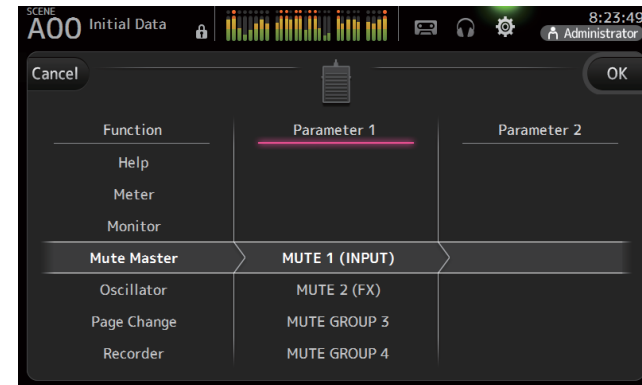 SCENE
A00 Initial Data
8:23:49
Administrator
Cancel
OK
Function Parameter 1 Parameter 2
Help
Meter
Monitor
Mute Master MUTE 1 (INPUT)
Oscillator MUTE 2 (FX)
Page Change MUTE GROUP 3
Recorder MUTE GROUP 4